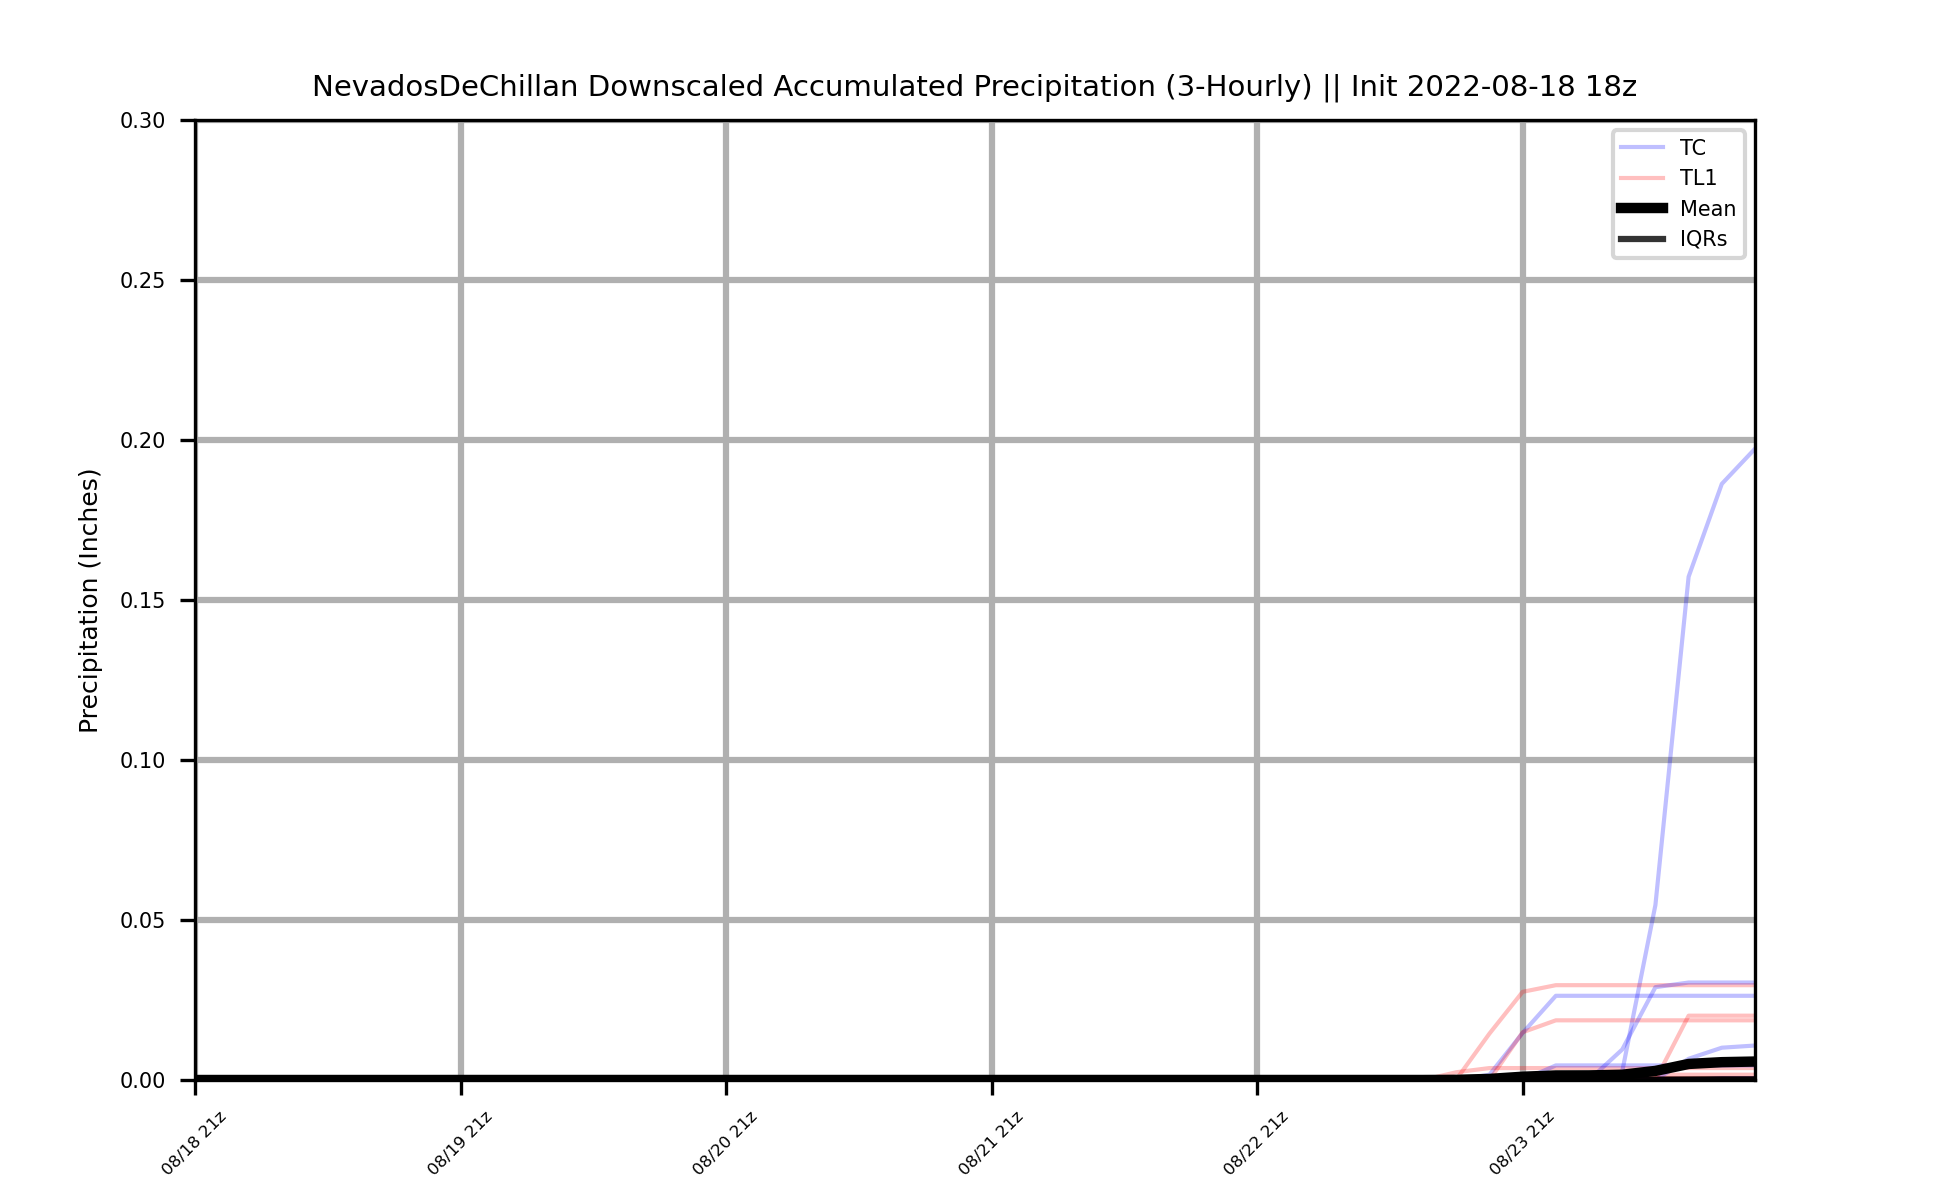 NevadosDeChillan Downscaled Accumulated Precipitation (3-Hourly) || Init 2022-08-18 18z
0.30
0.25
0.20
0.15
0.10
0.05
0.00
Precipitation (Inches)
TC
TL1
Mean
IQRs
08/18 21z
08/19 21z
08/20 21z
08/21 21z
08/22 21z
08/23 21z